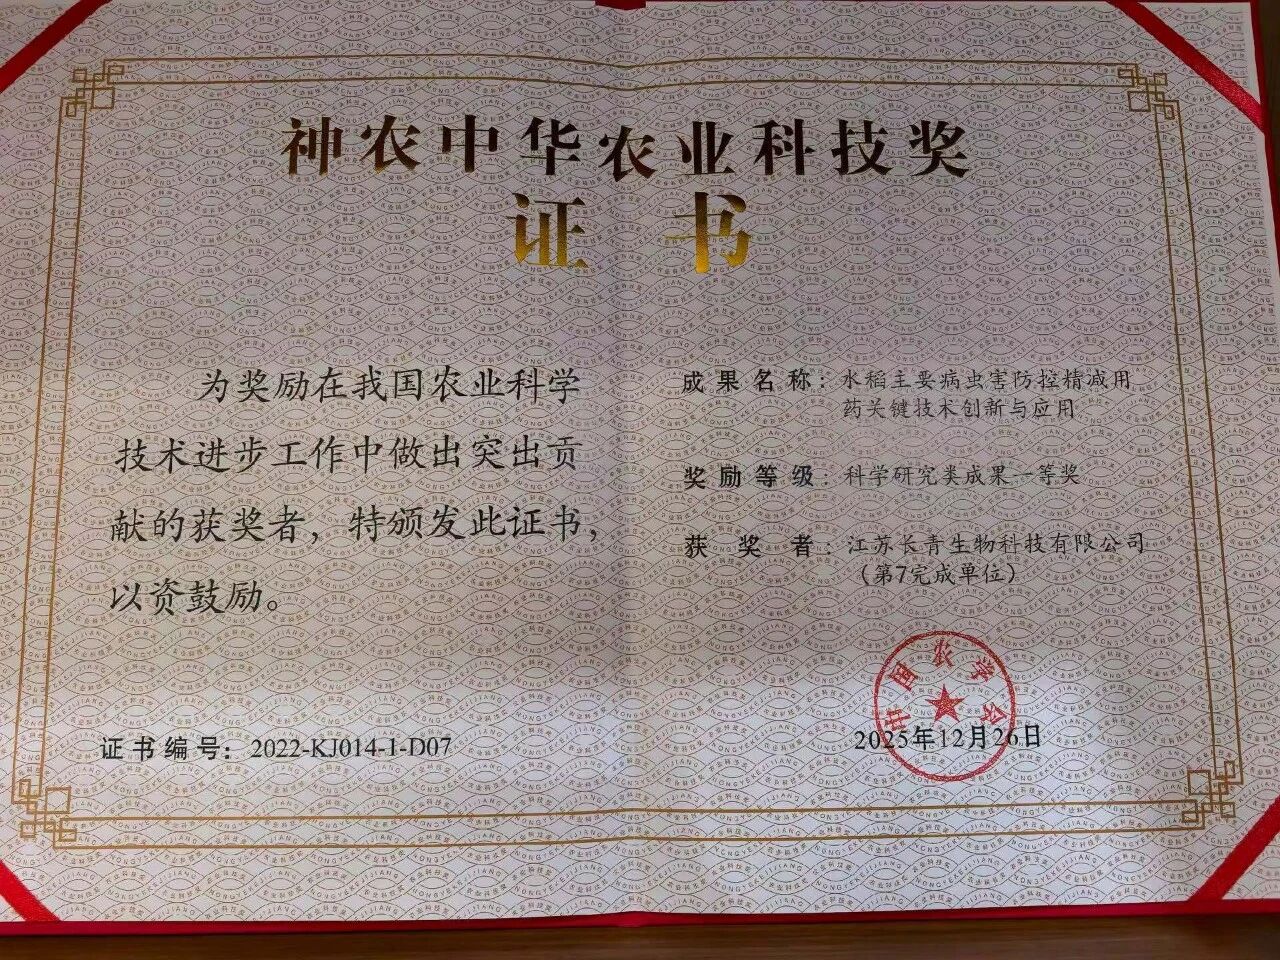 神农中华农业科技奖
证书
为奖励在我国农业科学
技术进步工作中做出突出贡
献的获奖者，特颁发此证书，
以资鼓励。
证书编号：2022-KJ014-1-D07
成果名称：水稻主要病虫害防控精减用
药关键技术创新与应用
奖励等级：科学研究类成果一等奖
获奖者：江苏长青生物科技有限公司
（第7完成单位）
中国农学会
2025年12月26日